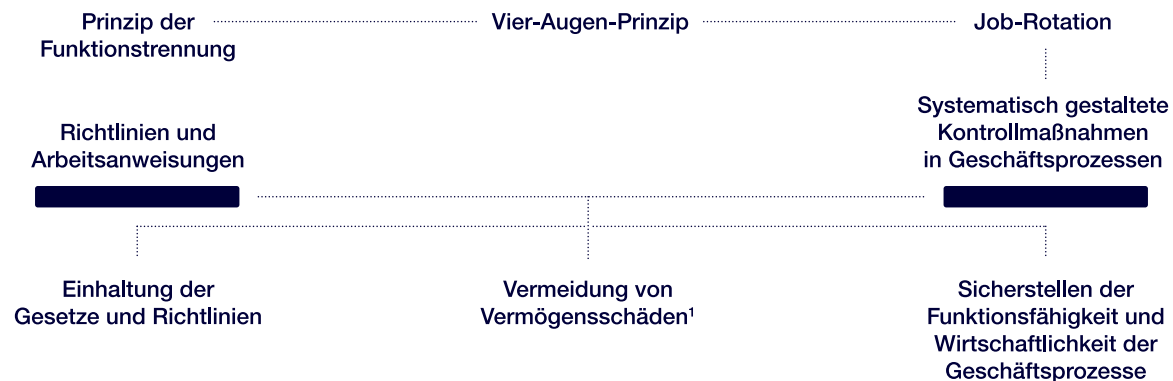 Prinzip der
Funktionstrennung
Vier-Augen-Prinzip
Job-Rotation
Richtlinien und
Arbeitsanweisungen
Systematisch gestaltete
Kontrollmaßnahmen
in Geschäftsprozessen
Einhaltung der
Gesetze und Richtlinien
Vermeidung von
Vermögensschäden¹
Sicherstellen der
Funktionsfähigkeit und
Wirtschaftlichkeit der
Geschäftsprozesse